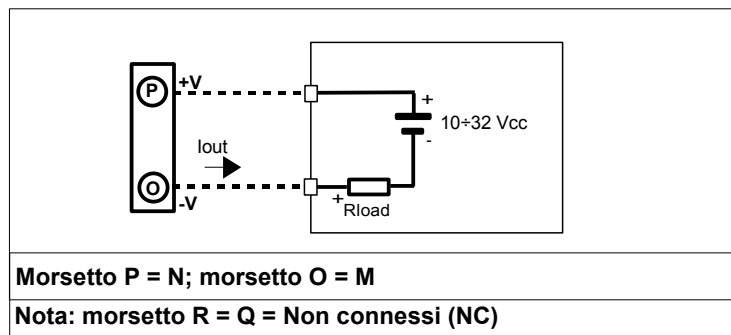 P
+V
+
10÷32 Vcc
-
Iout
O
-V
+
Rload
Morsetto P = N; morsetto O = M
Nota: morsetto R = Q = Non connessi (NC)